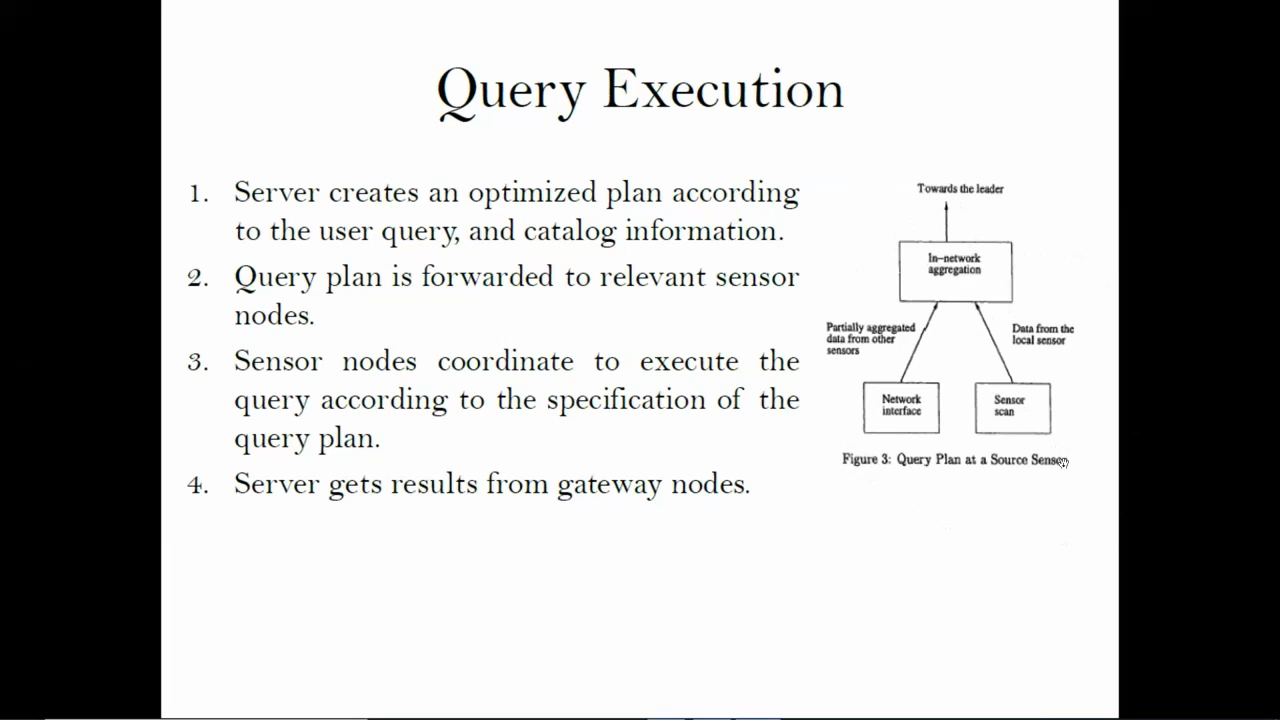 Query Execution
1. Server creates an optimized plan according
to the user query, and catalog information.
2. Query plan is forwarded to relevant sensor
nodes.
3. Sensor nodes coordinate to execute the
query according to the specification of the
query plan.
4. Server gets results from gateway nodes.
Towards the leader
In-network
aggregation
Partially aggregated
data from other
sensors
Data from the
local sensor
Network
interface
Sensor
scan
Figure 3: Query Plan at a Source Sensor